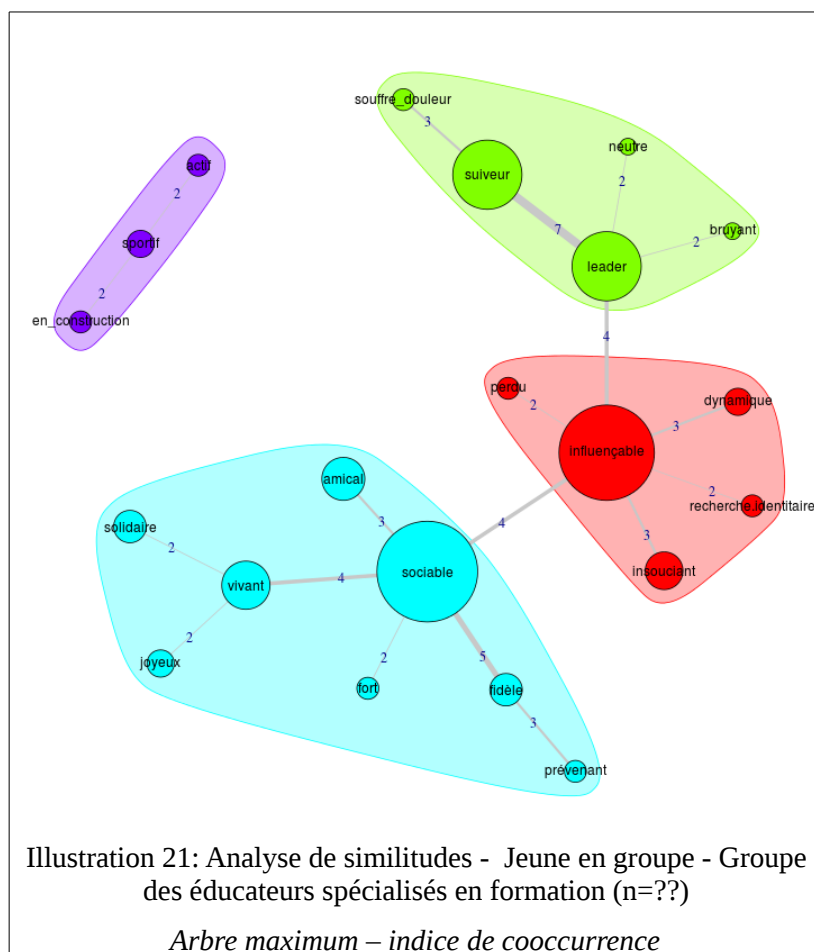 souffre_douleur
3
neutre
actif
suiveur
2
2
sportif
7
2
bruyant
leader
2
en_construction
4
perdu
dynamique
2
3
influençable
amical
2
recherche.identitaire
solidaire
3
4
3
2
insouciant
sociable
vivant
4
2
5
2
joyeux
fort
fidèle
3
prévenant
Illustration 21: Analyse de similitudes - Jeune en groupe - Groupe
des éducateurs spécialisés en formation (n=??)
Arbre maximum – indice de cooccurrence